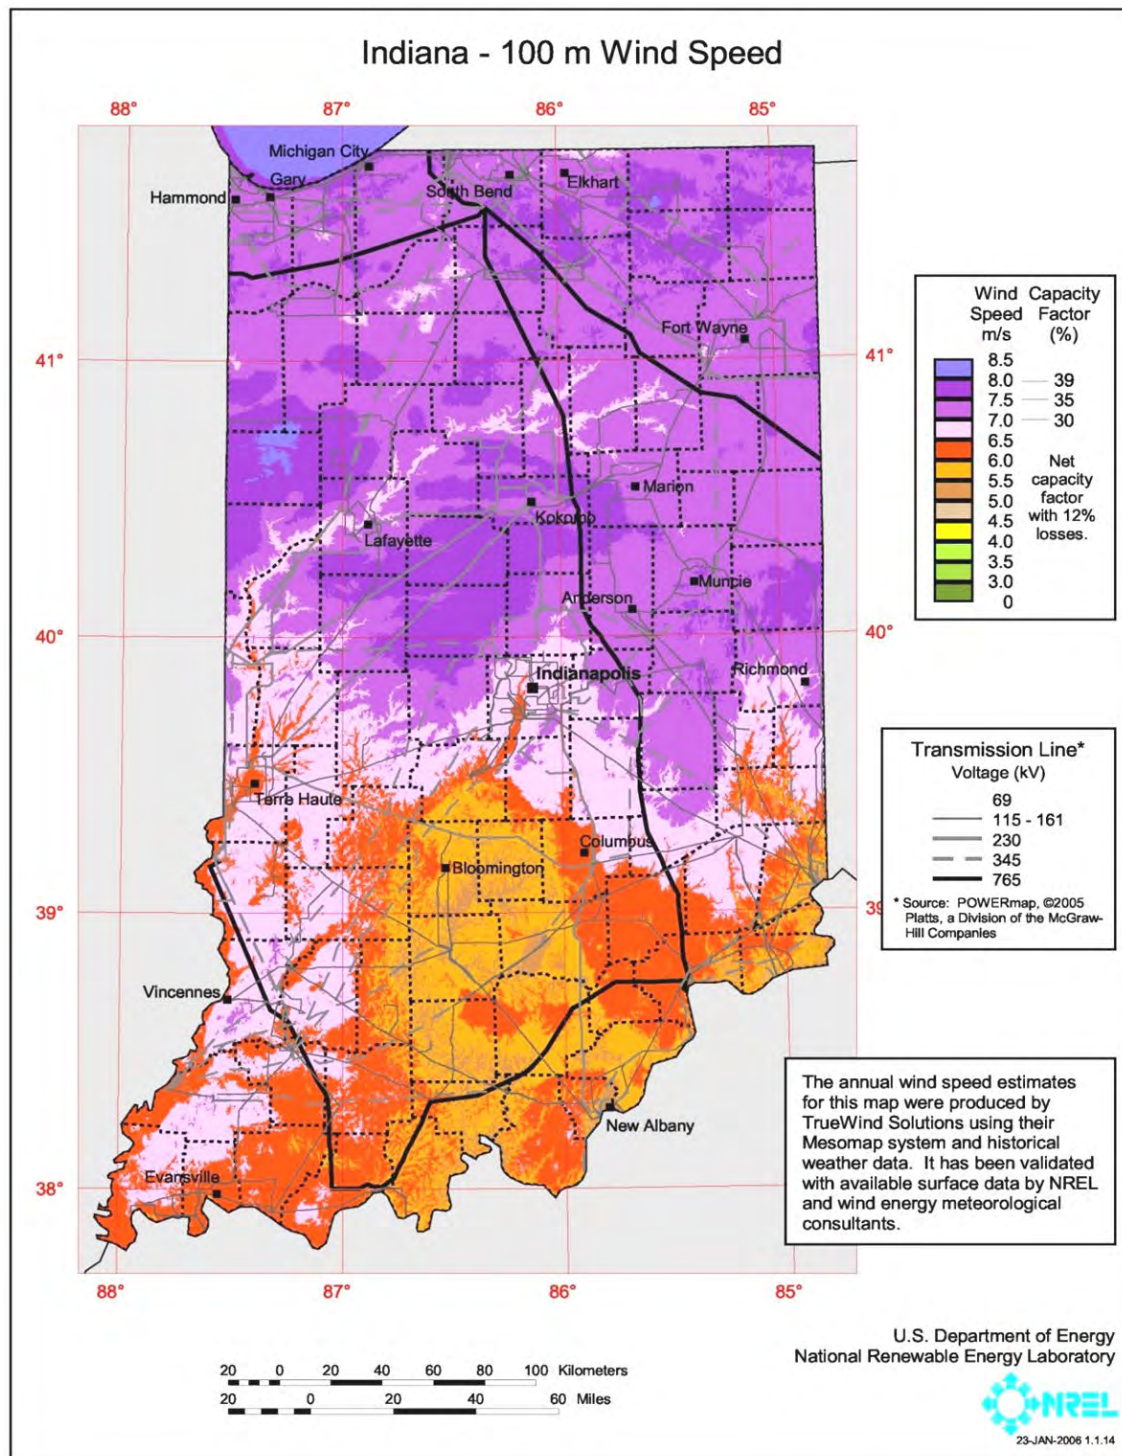 Indiana - 100 m Wind Speed
88° 87° 86° 85°
Michigan City
Gary
Hammond
South Bend
Elkhart
41°
Fort Wayne
41°
Marion
Kokomo
Lafayette
Muncie
Anderson
40°
40°
Indianapolis
Richmond
Terre Haute
Columbus
Bloomington
39°
39
Vincennes
New Albany
Evansville
38°
88° 87° 86° 85°
Wind Capacity
Speed Factor
m/s (%)
8.5
8.0 39
7.5 35
7.0 30
6.5
6.0
5.5
5.0
4.5
4.0
3.5
3.0
0
Net
capacity
factor
with 12%
losses.
Transmission Line*
Voltage (kV)
69
115 - 161
230
345
765
* Source: POWERmap, ©2005
Platts, a Division of the McGraw-
Hill Companies
The annual wind speed estimates
for this map were produced by
TrueWind Solutions using their
Mesomap system and historical
weather data. It has been validated
with available surface data by NREL
and wind energy meteorological
consultants.
U.S. Department of Energy
National Renewable Energy Laboratory
20 0 20 40 60 80 100 Kilometers
20 0 20 40 60 Miles
NREL
23-JAN-2006 1.1.14